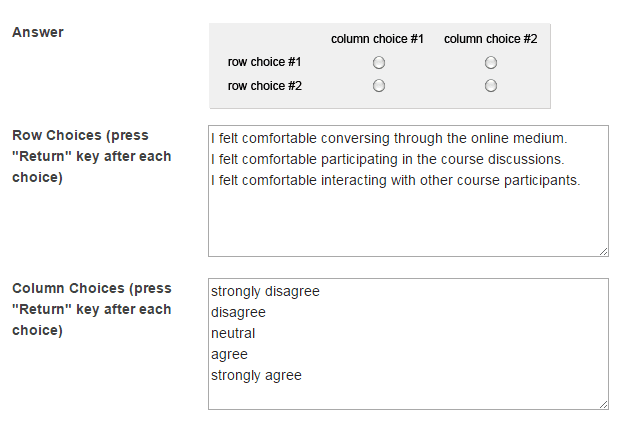 Answer
column choice #1 column choice #2
row choice #1
row choice #2
Row Choices (press
"Return" key after each
choice)
I felt comfortable conversing through the online medium.
I felt comfortable participating in the course discussions.
I felt comfortable interacting with other course participants.
Column Choices (press
"Return" key after each
choice)
strongly disagree
disagree
neutral
agree
strongly agree